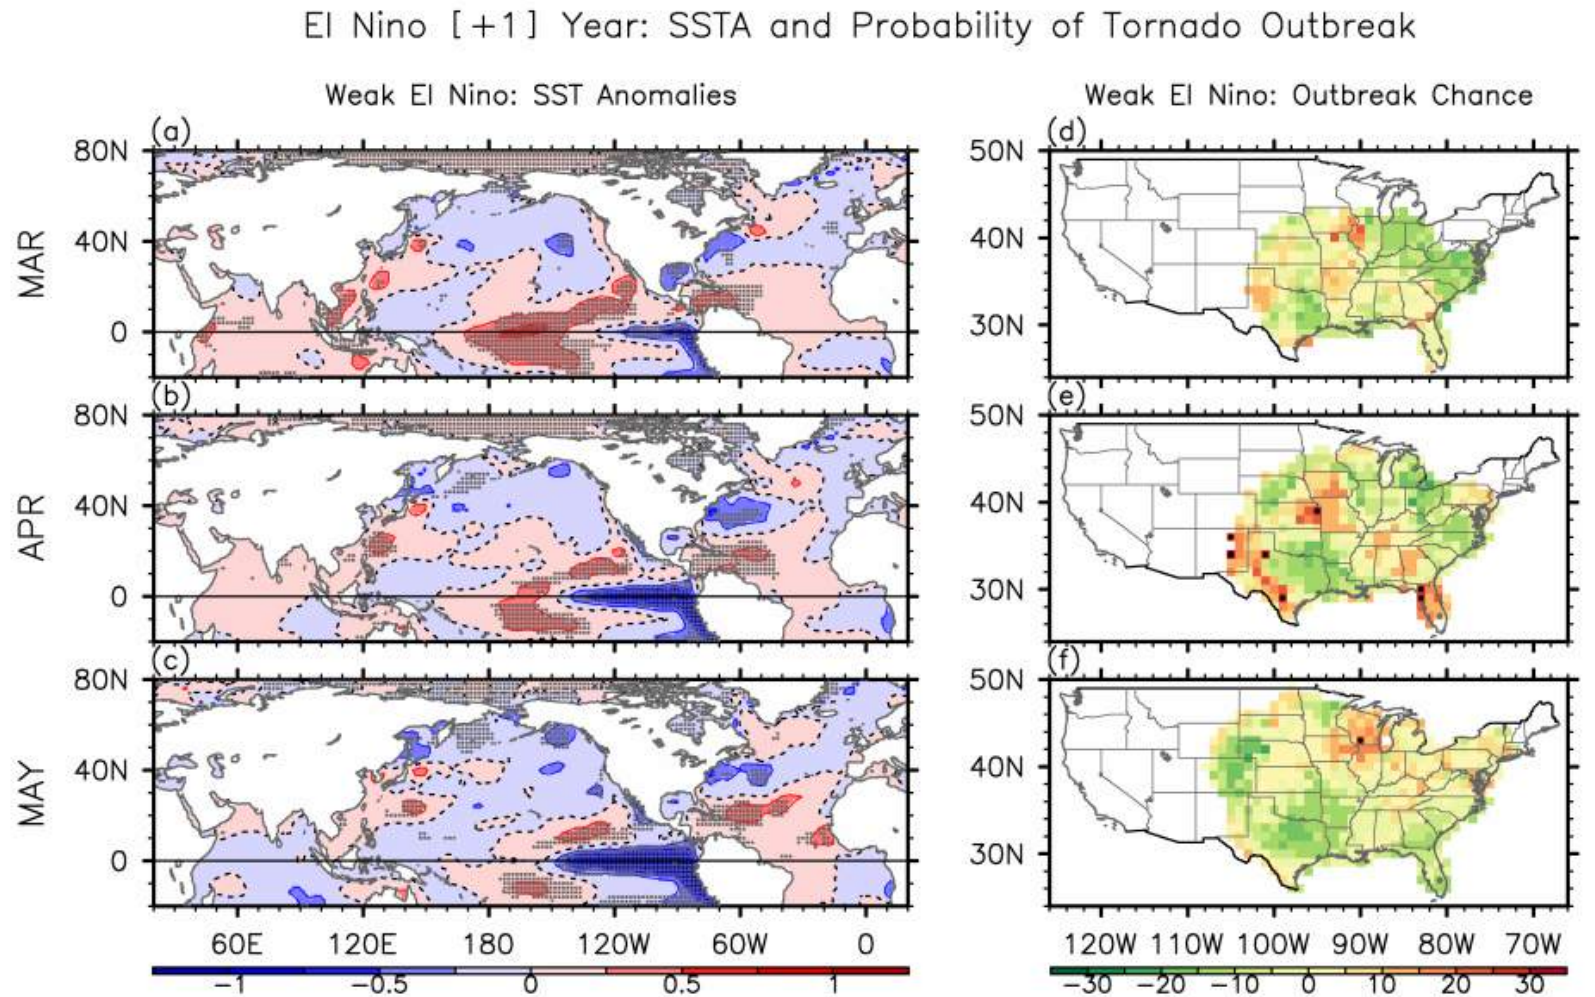 El Nino [+1] Year: SSTA and Probability of Tornado Outbreak
Weak El Nino: SST Anomalies
Weak El Nino: Outbreak Chance
(a)
(d)
MAR
80N
40N
0
50N
40N
30N
(b)
(e)
APR
80N
40N
0
50N
40N
30N
(c)
(f)
MAY
80N
40N
0
50N
40N
30N
60E 120E 180 120W 60W 0
120W 110W 100W 90W 80W 70W
-1 -0.5 0 0.5 1
-30 -20 -10 0 10 20 30